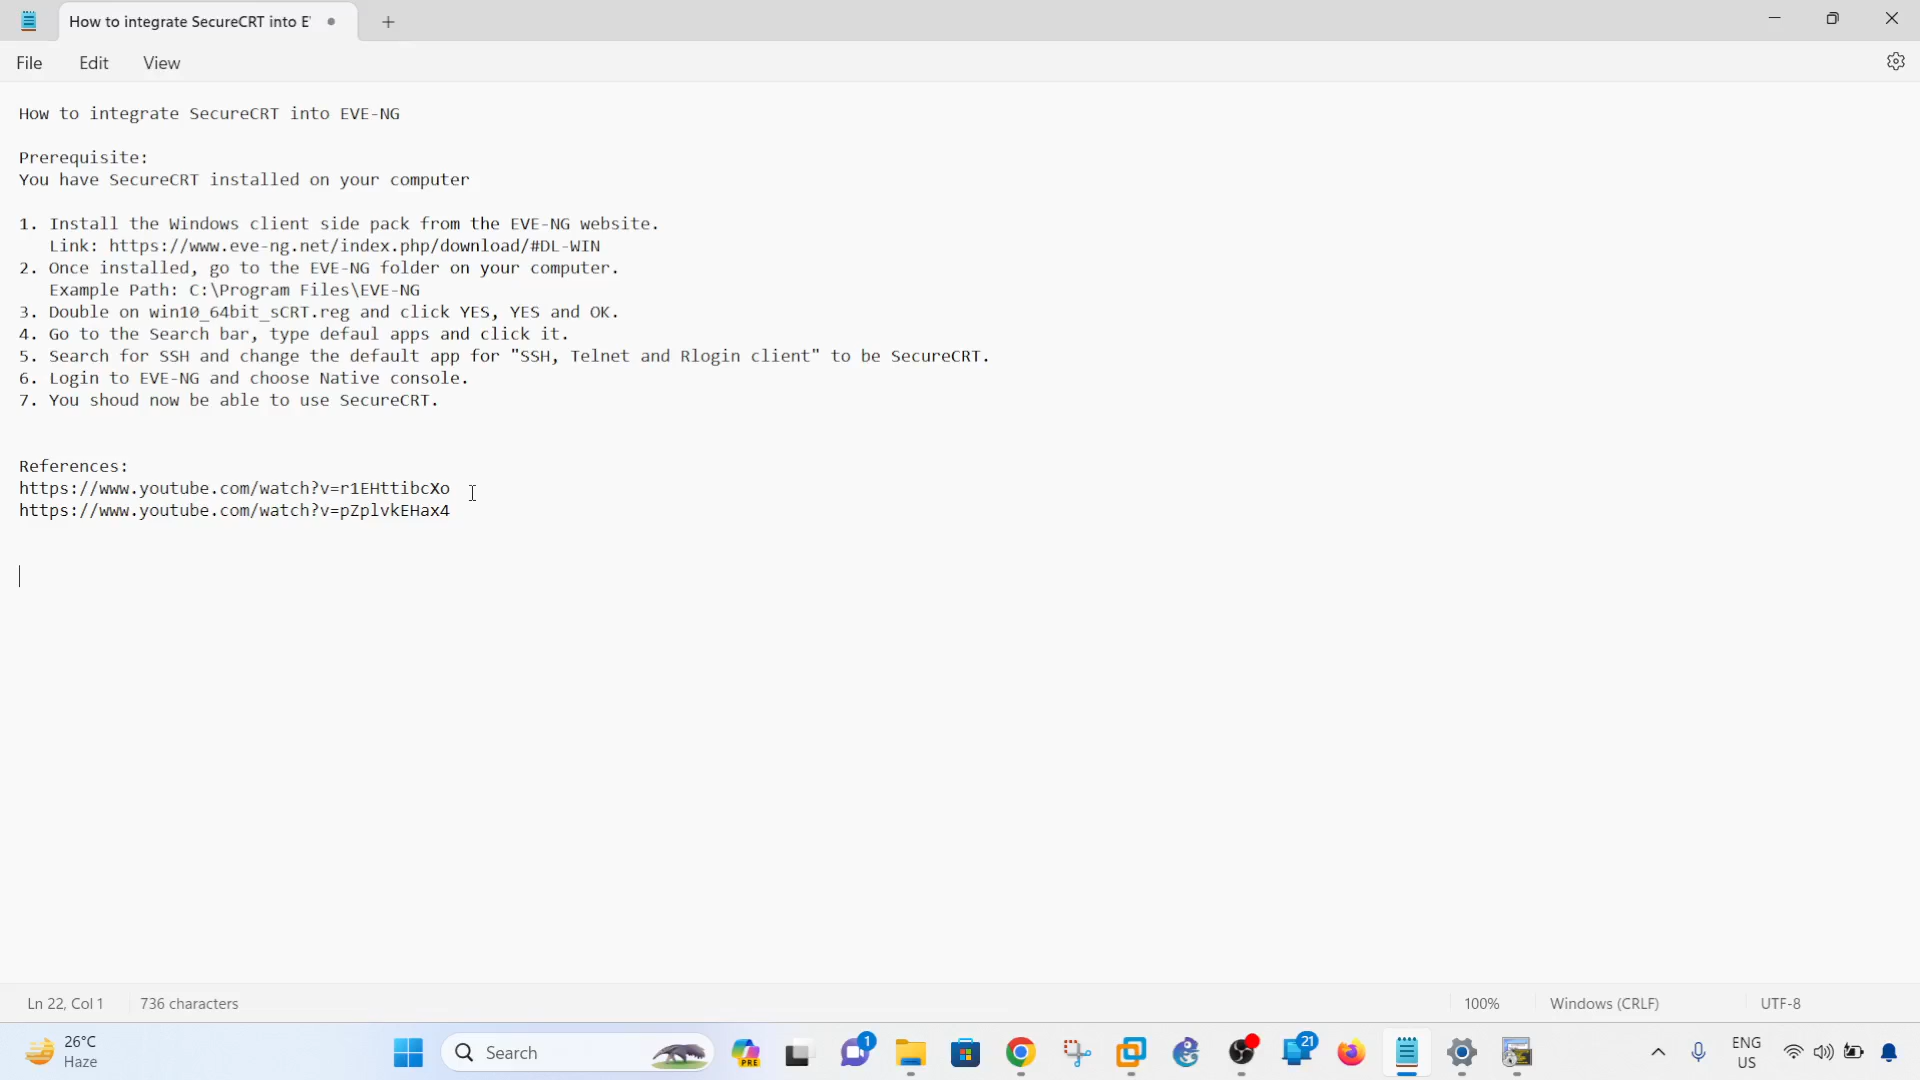 How to integrate SecureCRT into E
File Edit View
How to integrate SecureCRT into EVE-NG
Prerequisite:
You have SecureCRT installed on your computer
1. Install the Windows client side pack from the EVE-NG website.
Link: https://www.eve-ng.net/index.php/download/#DL-WIN
2. Once installed, go to the EVE-NG folder on your computer.
Example Path: C:\Program Files\EVE-NG
3. Double on win10_64bit_sCRT.reg and click YES, YES and OK.
4. Go to the Search bar, type defaul apps and click it.
5. Search for SSH and change the default app for "SSH, Telnet and Rlogin client" to be SecureCRT.
6. Login to EVE-NG and choose Native console.
7. You shoud now be able to use SecureCRT.
References:
https://www.youtube.com/watch?v=r1EHttibcXo
https://www.youtube.com/watch?v=pZplvkEHax4
Ln 22, Col 1 736 characters 100% Windows (CRLF) UTF-8
26°C
Haze
Search
PRE
1
21
ENG
US